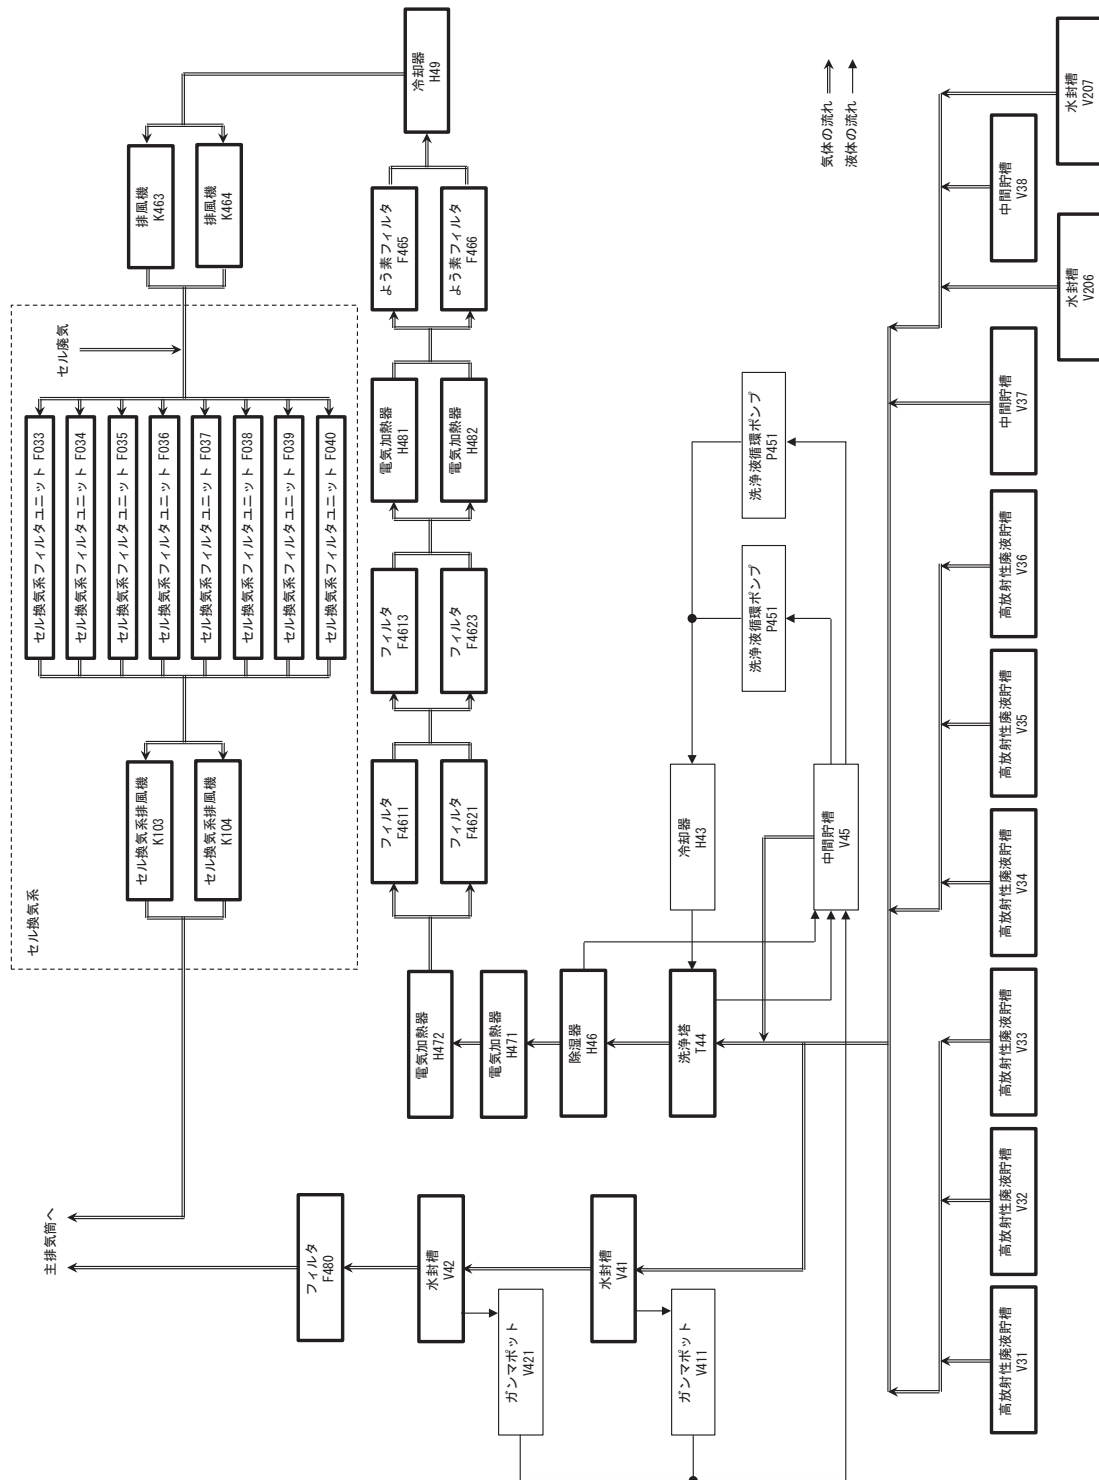 主排気筒へ
フィルタ
F480
水封槽
V42
ガンマポット
V421
水封槽
V41
ガンマポット
V411
セル換気系
セル換気系排風機
K103
セル換気系排風機
K104
セル換気系フィルタユニット F033
セル換気系フィルタユニット F034
セル換気系フィルタユニット F035
セル換気系フィルタユニット F036
セル換気系フィルタユニット F037
セル換気系フィルタユニット F038
セル換気系フィルタユニット F039
セル換気系フィルタユニット F040
セル廃気
排風機
K463
排風機
K464
冷却器
H49
電気加熱器
H472
電気加熱器
H471
除湿器
H46
洗浄塔
T44
フィルタ
F4611
フィルタ
F4621
フィルタ
F4613
フィルタ
F4623
電気加熱器
H481
電気加熱器
H482
よう素フィルタ
F465
よう素フィルタ
F466
冷却器
H43
中間貯槽
V45
洗浄液循環ポンプ
P451
洗浄液循環ポンプ
P451
気体の流れ
液体の流れ
高放射性廃液貯槽
V31
高放射性廃液貯槽
V32
高放射性廃液貯槽
V33
高放射性廃液貯槽
V34
高放射性廃液貯槽
V35
高放射性廃液貯槽
V36
中間貯槽
V37
水封槽
V206
中間貯槽
V38
水封槽
V207